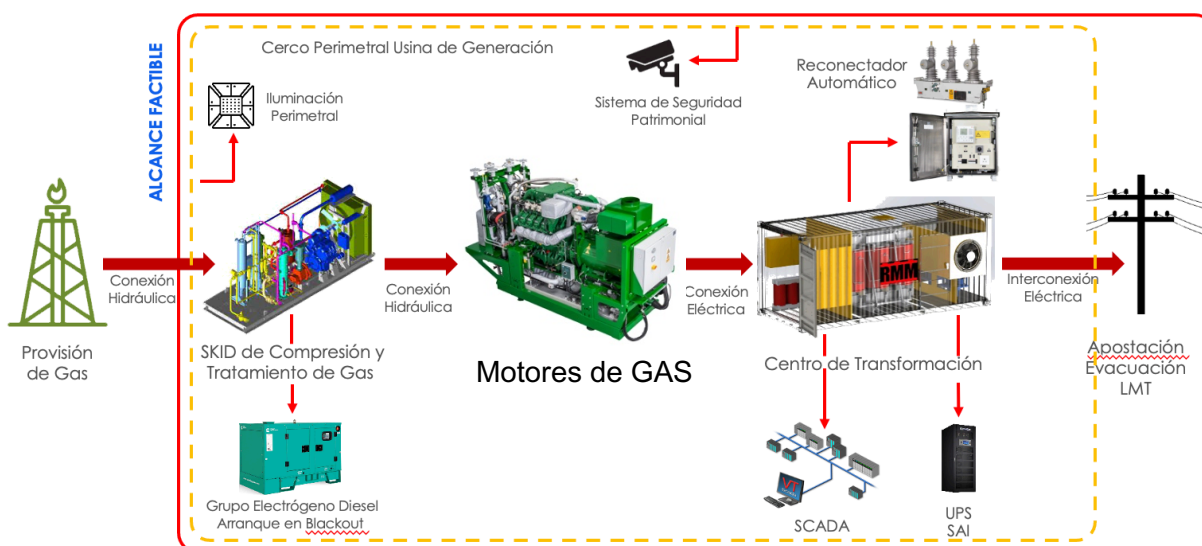 Cerco Perimetral Usina de Generación
ALCANCE FACTIBLE
Iluminación
Perimetral
Sistema de Seguridad
Patrimonial
Reconectador
Automático
Conexión
Hidráulica
Conexión
Hidráulica
Conexión
Eléctrica
RMM
Interconexión
Eléctrica
Provisión
de Gas
SKID de Compresión y
Tratamiento de Gas
Motores de GAS
Centro de Transformación
Apostación
Evacuación
LMT
Grupo Electrógeno Diesel
Arranque en Blackout
VT
SCADA
UPS
SAI